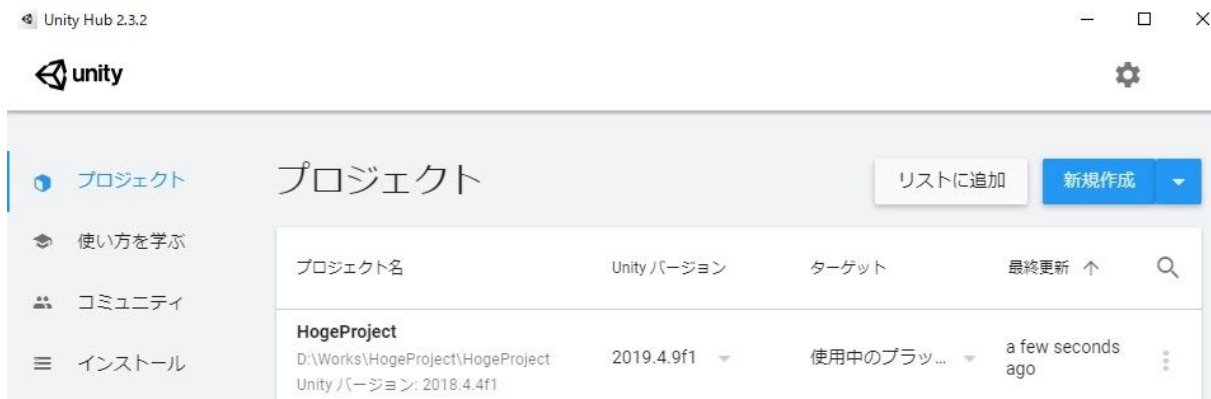 Unity Hub 2.3.2
unity
プロジェクト
使い方を学ぶ
コミュニティ
インストール
プロジェクト
リストに追加
新規作成
プロジェクト名 Unity バージョン ターゲット 最終更新
HogeProject
D:\Works\HogeProject\HogeProject
Unity バージョン: 2018.4.4f1
2019.4.9f1
使用中のプラッ...
a few seconds
ago